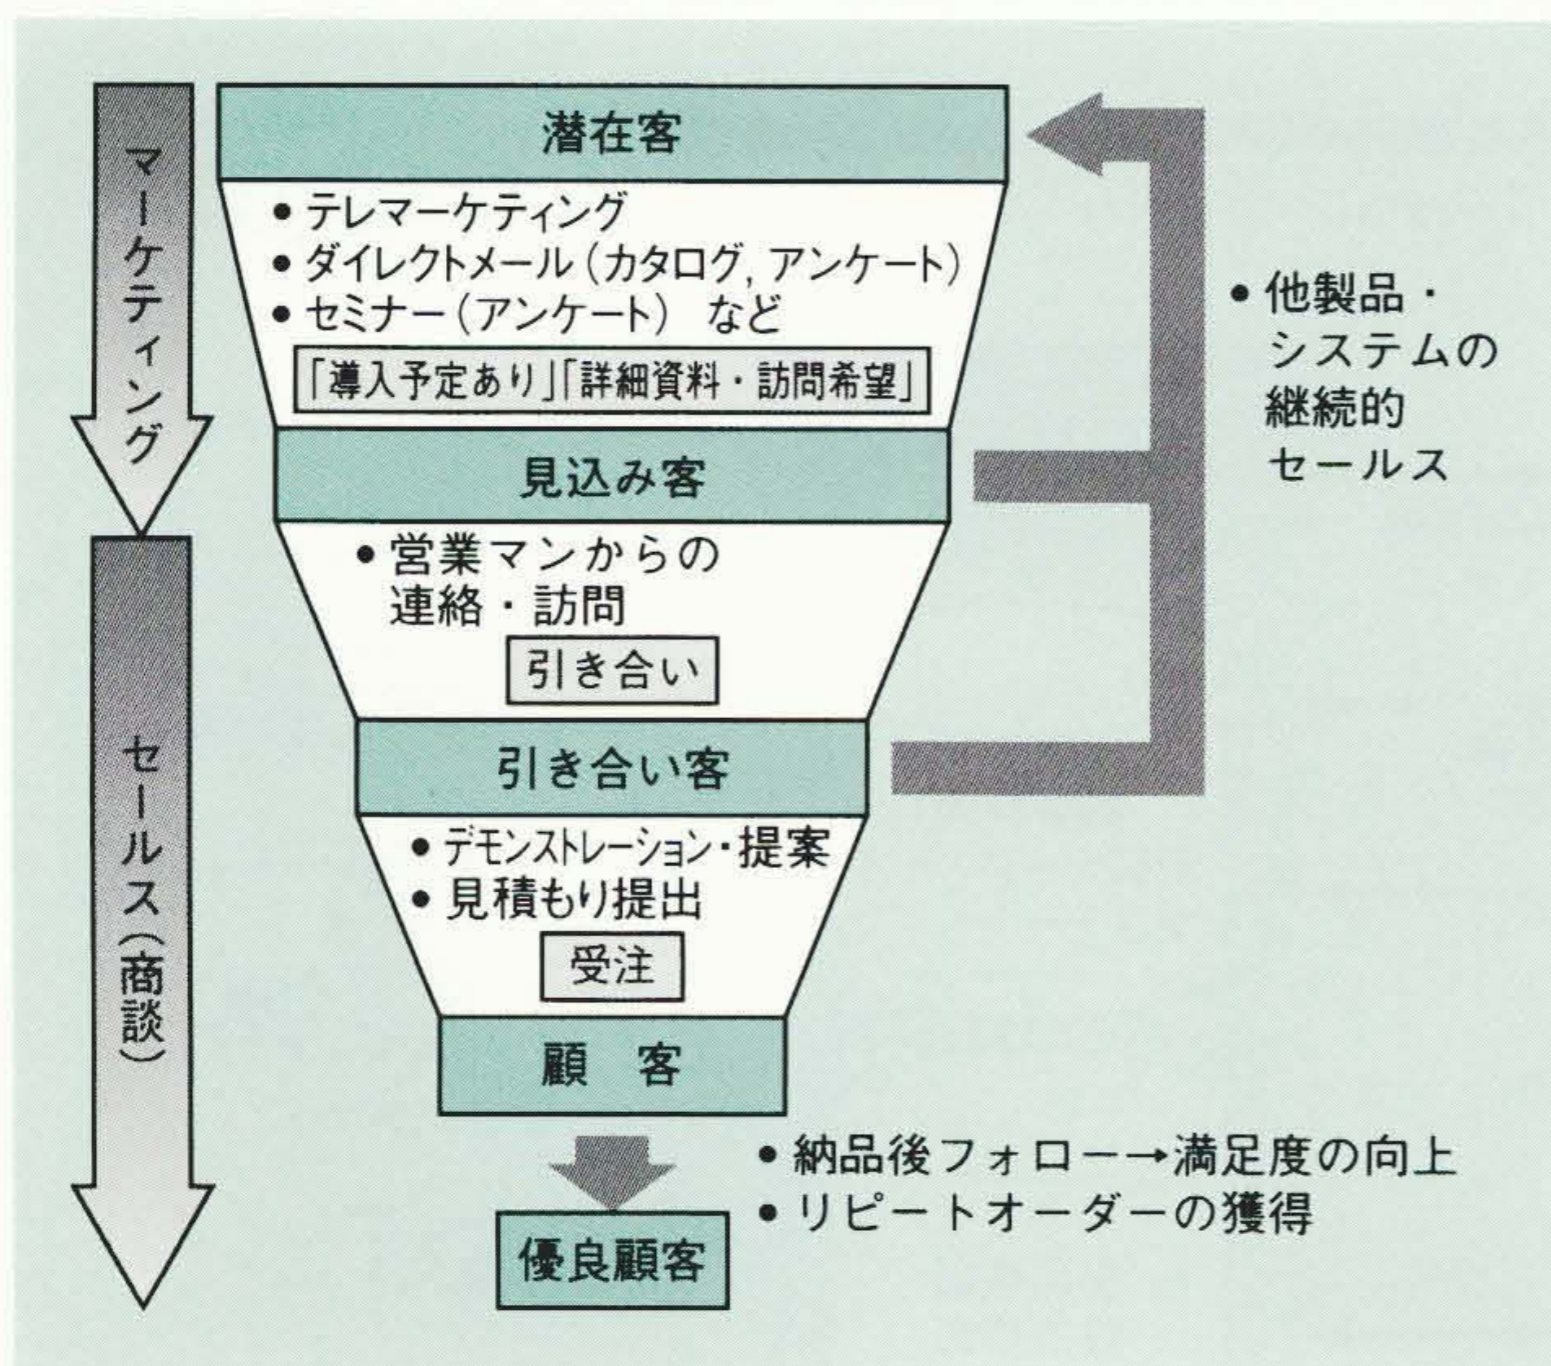 マーケティング
潜在客
• テレマーケティング
• ダイレクトメール(カタログ, アンケート)
• セミナー(アンケート) など
「導入予定あり」「詳細資料・訪問希望」
見込み客
• 他製品・
システムの
継続的
セールス
セールス(商談)
• 営業マンからの
連絡・訪問
引き合い
引き合い客
• デモンストレーション・提案
• 見積もり提出
受注
顧 客
• 納品後フォロー→満足度の向上
• リピートオーダーの獲得
優良顧客